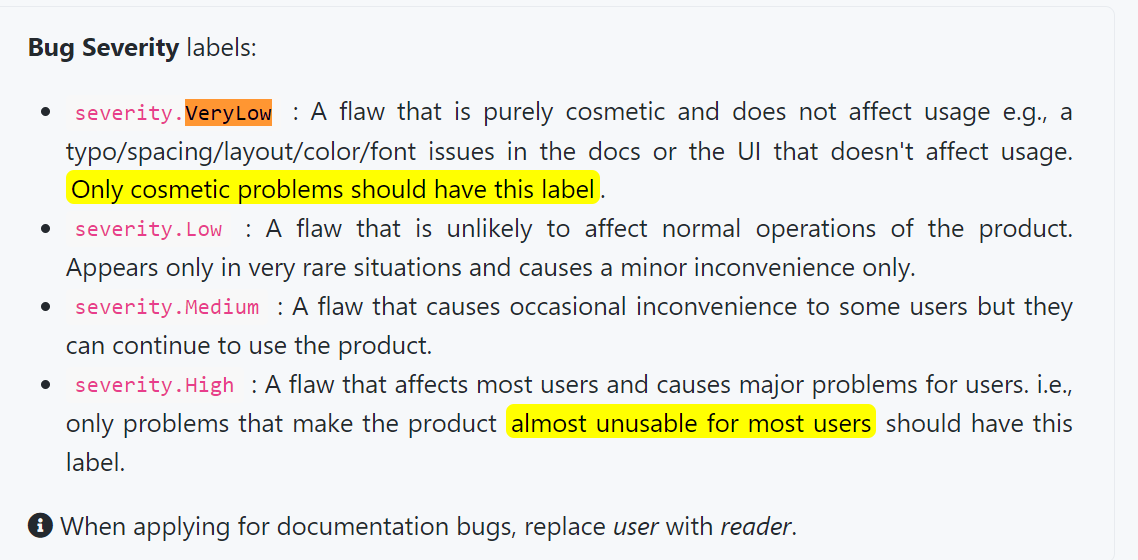 Bug Severity labels:
severity.VeryLow : A flaw that is purely cosmetic and does not affect usage e.g., a
typo/spacing/layout/color/font issues in the docs or the UI that doesn't affect usage.
Only cosmetic problems should have this label.
severity.Low : A flaw that is unlikely to affect normal operations of the product.
Appears only in very rare situations and causes a minor inconvenience only.
severity.Medium : A flaw that causes occasional inconvenience to some users but they
can continue to use the product.
severity.High : A flaw that affects most users and causes major problems for users. i.e.,
only problems that make the product almost unusable for most users should have this
label.
When applying for documentation bugs, replace user with reader.